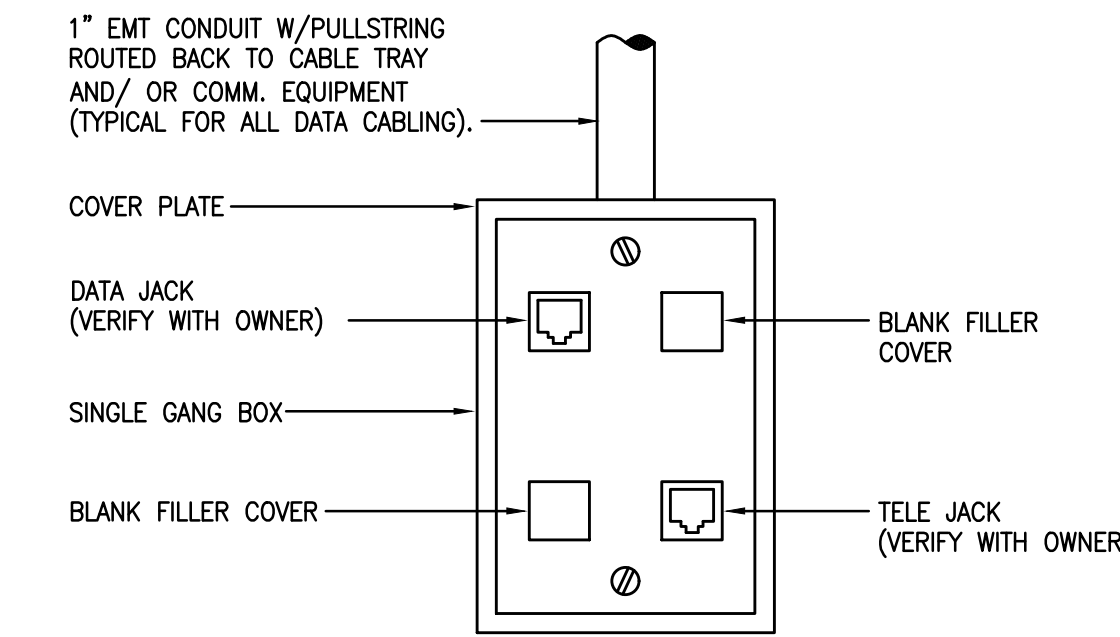 1” EMT CONDUIT W/PULLSTRING
ROUTED BACK TO CABLE TRAY
AND/ OR COMM. EQUIPMENT
(TYPICAL FOR ALL DATA CABLING).
COVER PLATE
DATA JACK
(VERIFY WITH OWNER)
BLANK FILLER
COVER
SINGLE GANG BOX
BLANK FILLER COVER
TELE JACK
(VERIFY WITH OWNER